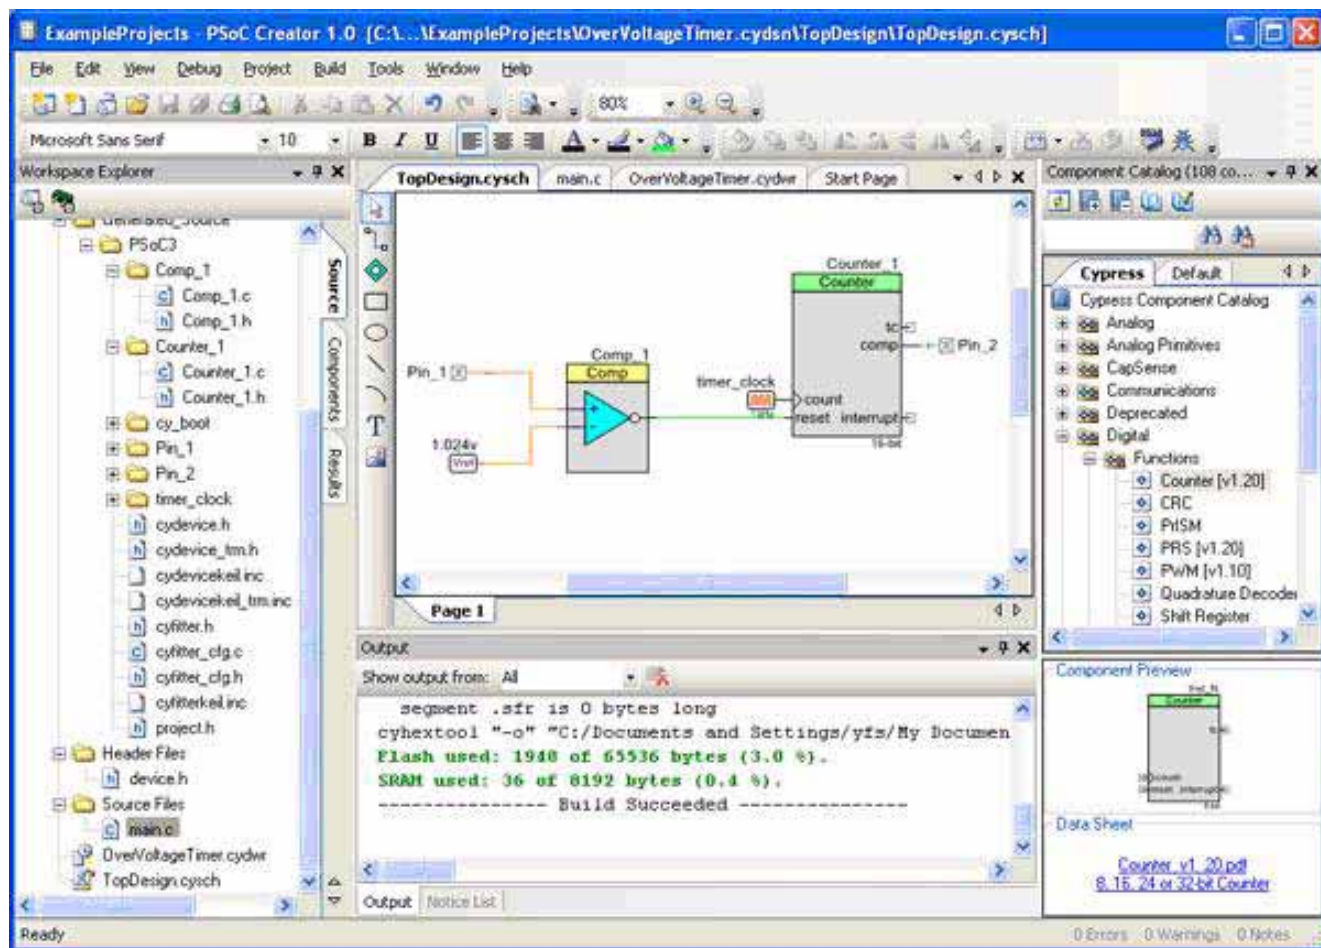 ExampleProjects - PSoC Creator 1.0 [C:\...\ExampleProjects\OverVoltageTimer.cydsn\TopDesign\TopDesign.cysch]
File Edit View Debug Project Build Tools Window Help
80%
Microsoft Sans Serif 10 B I U A
Workspace Explorer
Generated_Source
PSoC3
Comp_1
Comp_1.c
Comp_1.h
Counter_1
Counter_1.c
Counter_1.h
cy_boot
Pin_1
Pin_2
timer_clock
cydevice.h
cydevice_trm.h
cydevicekeil.inc
cydevicekeil_trm.inc
cyfitter.h
cyfitter_cfg.c
cyfitter_cfg.h
cyfitterkeil.inc
project.h
Header Files
device.h
Source Files
main.c
OverVoltageTimer.cydwr
TopDesign.cysch
Source
Components
Results
TopDesign.cysch main.c OverVoltageTimer.cydwr Start Page
T
Counter_1
Counter
tc
comp
Pin_2
Comp_1
Comp
Pin_1
timer_clock
count
reset interrupt
16-bit
1.024v
Vref
Page 1
Output
Show output from: All
segment .sfr is 0 bytes long
cyhextool "-o" "C:/Documents and Settings/yfs/My Documen
Flash used: 1940 of 65536 bytes (3.0 %).
SRAM used: 36 of 8192 bytes (0.4 %).
--------------- Build Succeeded ---------------
Output Notice List
Component Catalog (108 co...
Cypress Default
Cypress Component Catalog
Analog
Analog Primitives
CapSense
Communications
Deprecated
Digital
Functions
Counter [v1.20]
CRC
PrISM
PRS [v1.20]
PWM [v1.10]
Quadrature Decoder
Shift Register
Component Preview
Counter
Data Sheet
Counter_v1_20.pdf
8, 16, 24 or 32-bit Counter
Ready
0 Errors 0 Warnings 0 Notes